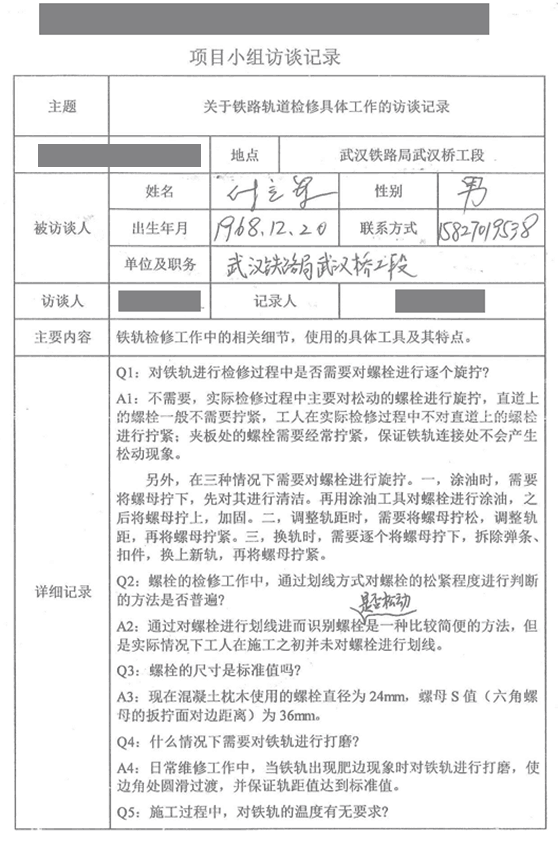 项目小组访谈记录
主题 关于铁路轨道检修具体工作的访谈记录
地点 武汉铁路局武汉桥工段
被访谈人 姓名 性别 男
出生年月 1968.12.20 联系方式 15827019538
单位及职务 武汉铁路局武汉桥工段
访谈人 记录人
主要内容 铁轨检修工作中的相关细节，使用的具体工具及其特点。
详细记录
Q1：对铁轨进行检修过程中是否需要对螺栓进行逐个旋拧？
A1：不需要，实际检修过程中主要对松动的螺栓进行旋拧，直道上
的螺栓一般不需要拧紧，工人在实际检修过程中不对直道上的螺栓
进行拧紧；夹板处的螺栓需要经常拧紧，保证铁轨连接处不会产生
松动现象。
另外，在三种情况下需要对螺栓进行旋拧。一，涂油时，需要
将螺母拧下，先对其进行清洁。再用涂油工具对螺栓进行涂油，之
后将螺母拧上，加固。二，调整轨距时，需要将螺母拧松，调整轨
距，再将螺母拧紧。三，换轨时，需要逐个将螺母拧下，拆除弹条、
扣件，换上新轨，再将螺母拧紧。
Q2：螺栓的检修工作中，通过划线方式对螺栓的松紧程度进行判断
的方法是否普遍？
是否松动
A2：通过对螺栓进行划线进而识别螺栓是一种比较简便的方法，但
是实际情况下工人在施工之初并未对螺栓进行划线。
Q3：螺栓的尺寸是标准值吗？
A3：现在混凝土枕木使用的螺栓直径为 24mm，螺母 S 值（六角螺
母的扳拧面对边距离）为 36mm。
Q4：什么情况下需要对铁轨进行打磨？
A4：日常维修工作中，当铁轨出现肥边现象时对铁轨进行打磨，使
边角处圆滑过渡，并保证轨距值达到标准值。
Q5：施工过程中，对铁轨的温度有无要求？